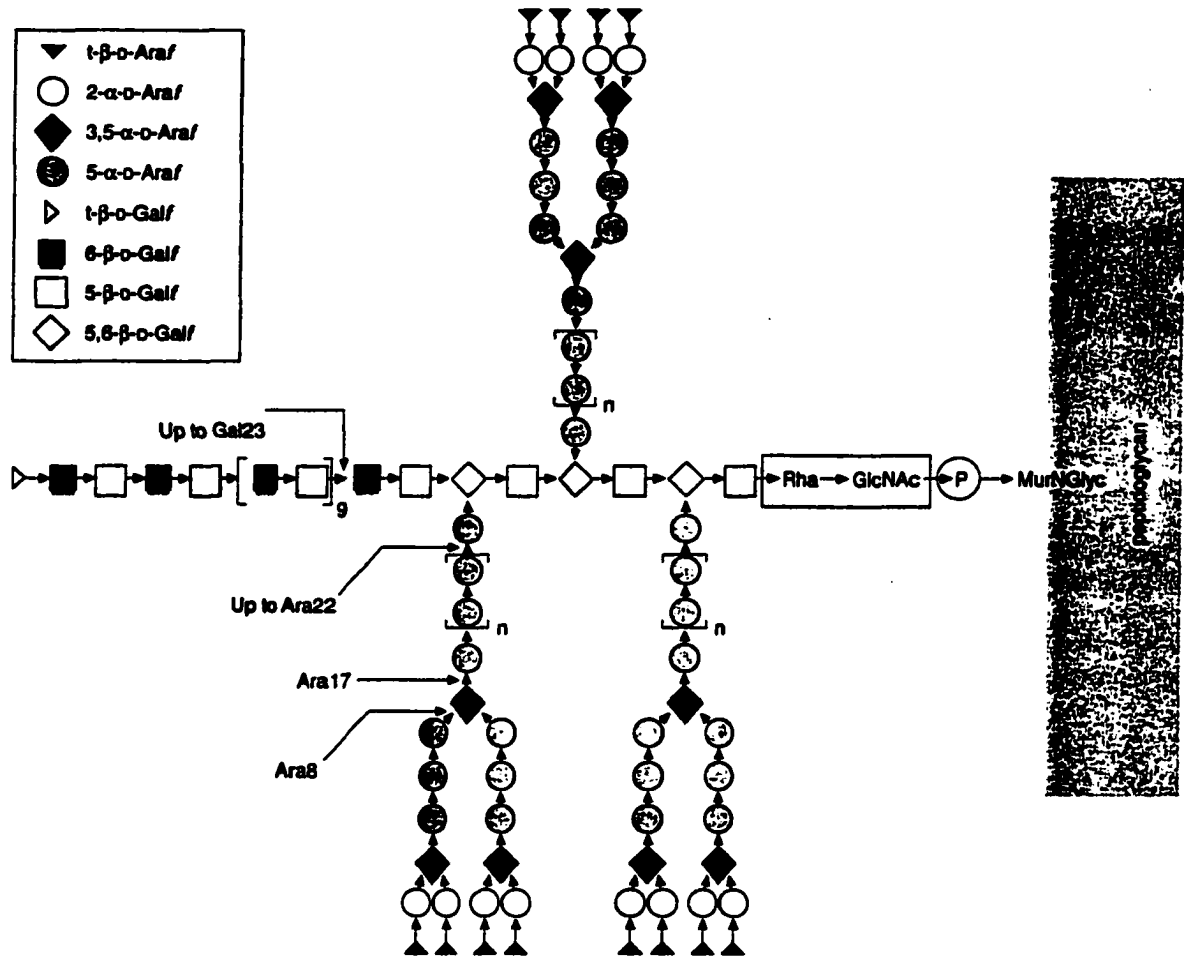 t-β-D-Araf
2-α-D-Araf
3,5-α-D-Araf
5-α-D-Araf
t-β-D-Galf
6-β-D-Galf
5-β-D-Galf
5,6-β-D-Galf
n
Up to Gal23
9
Rha
GlcNAc
P
MurNGlyc
peptidoglycan
Up to Ara22
n
n
Ara17
Ara8